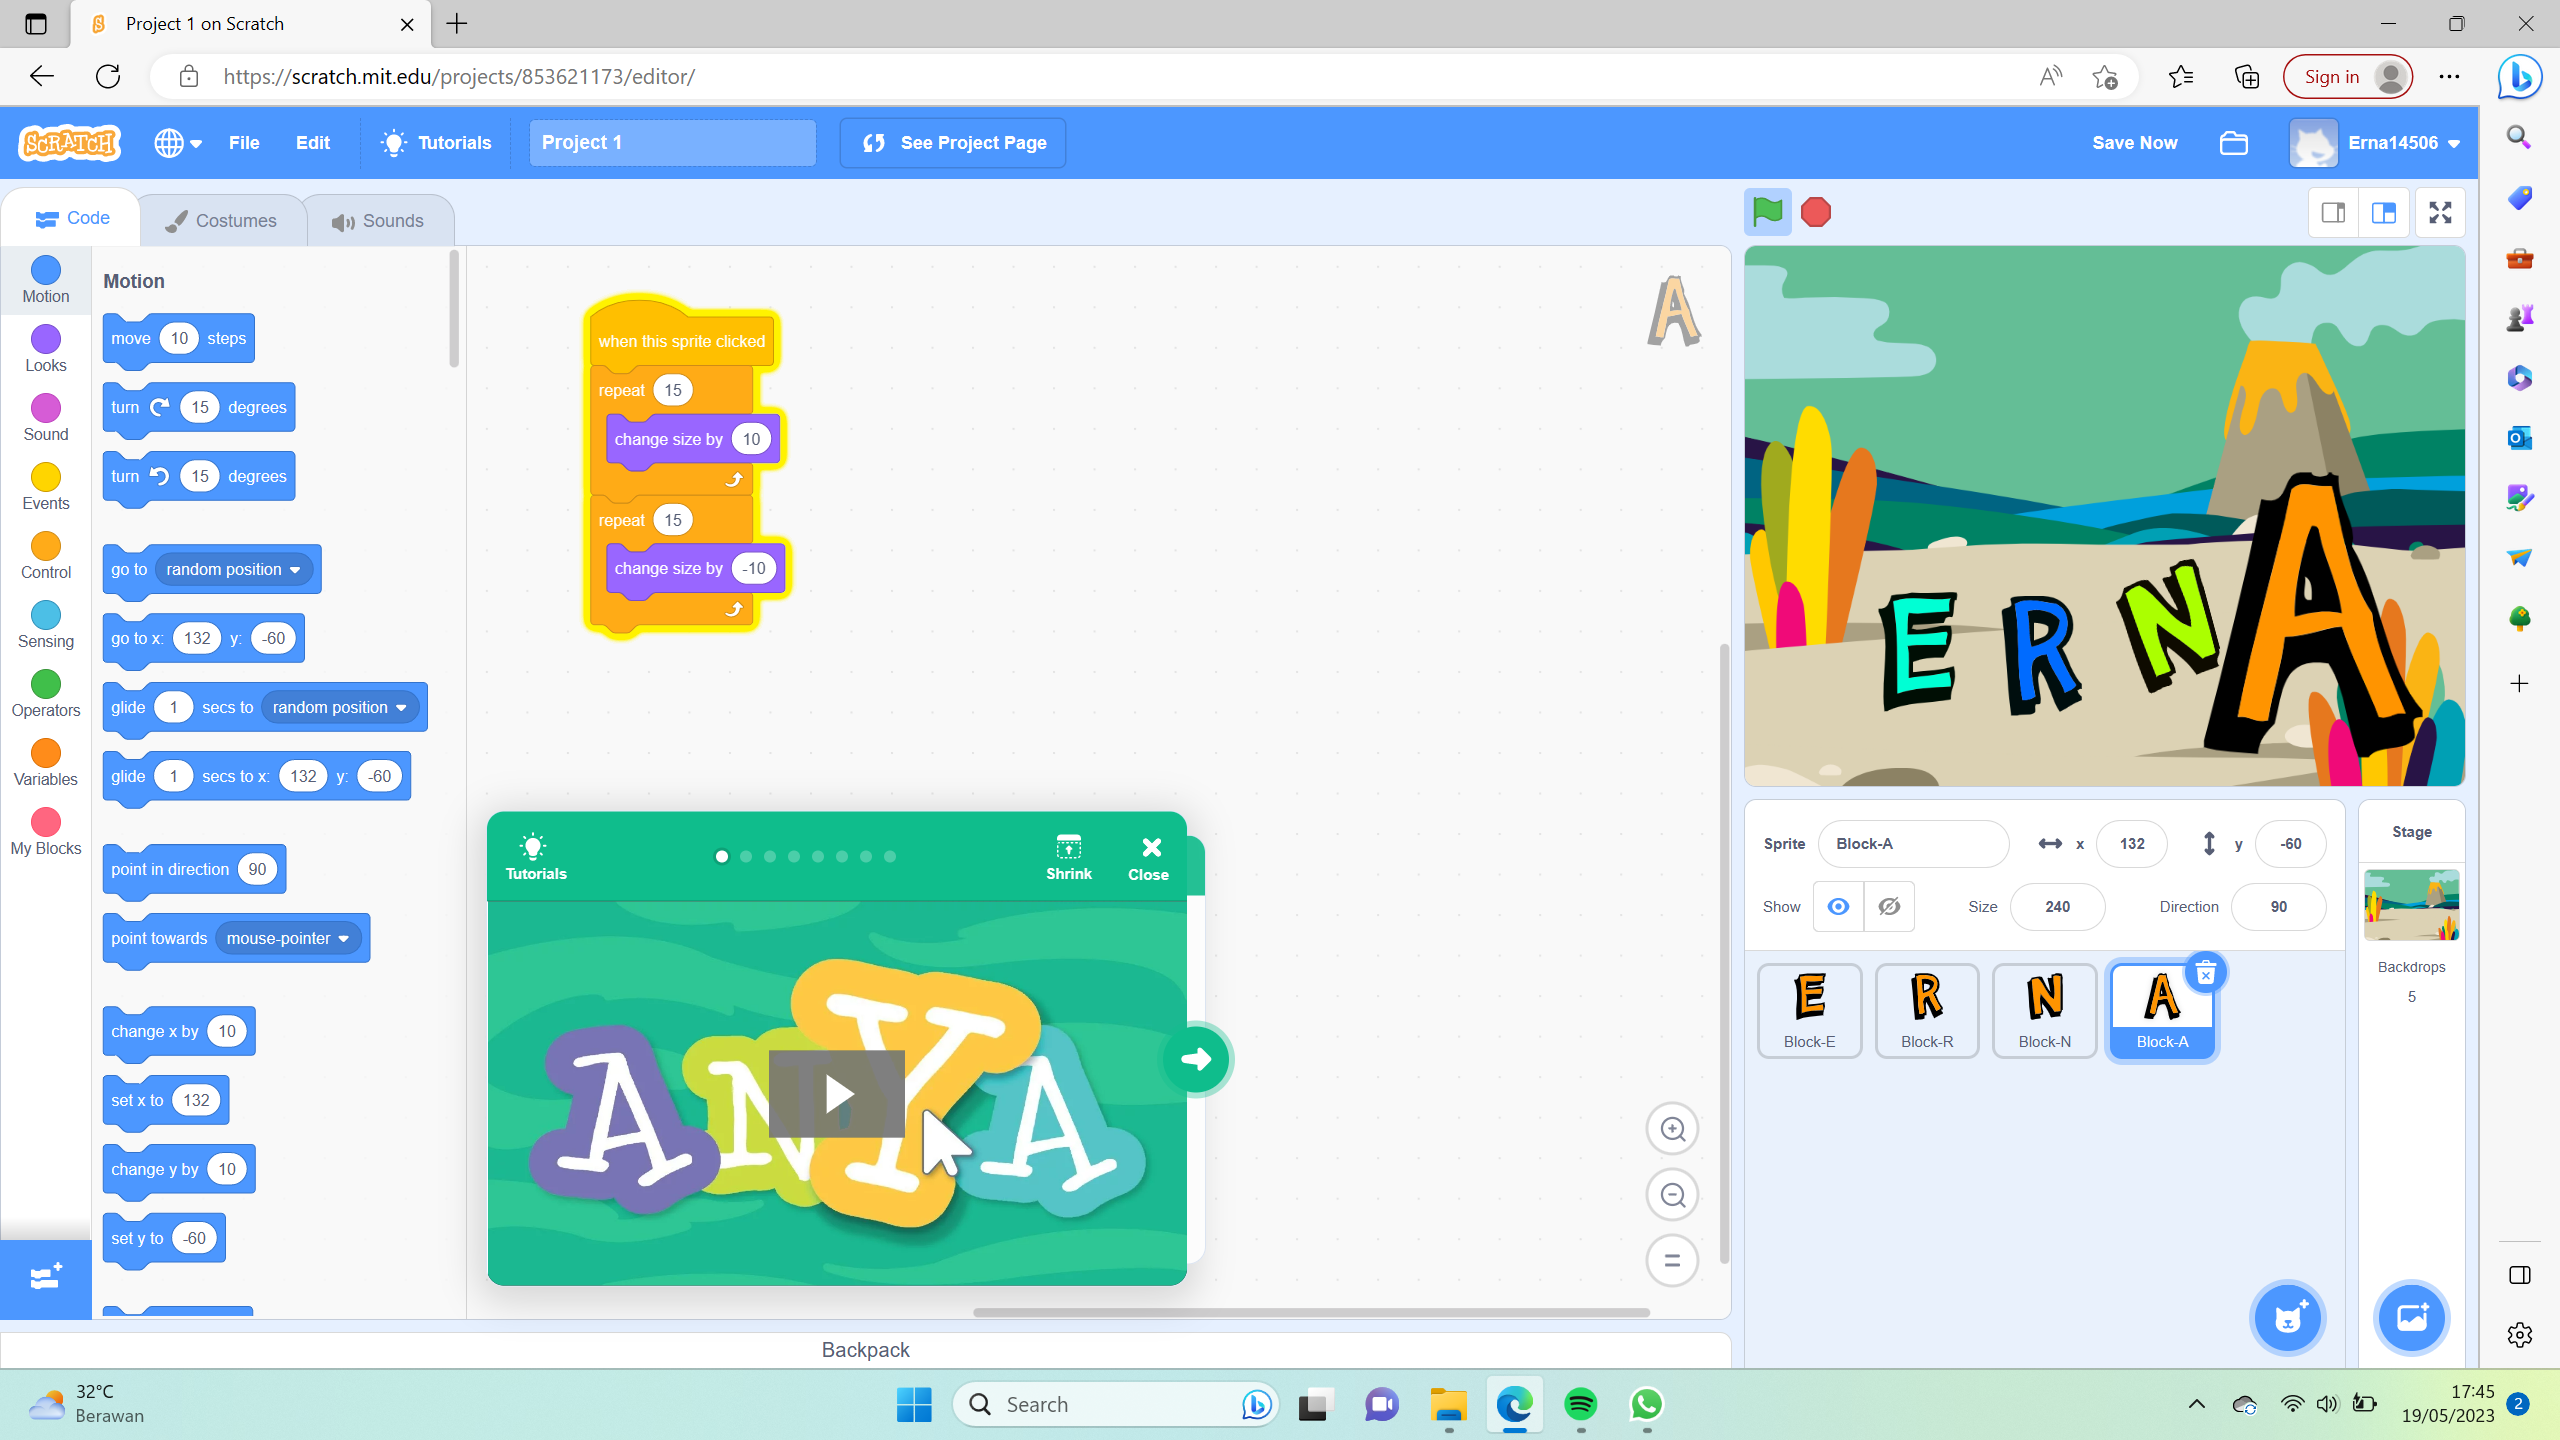 Project 1 on Scratch
https://scratch.mit.edu/projects/853621173/editor/
Sign in
SCRATCH
File
Edit
Tutorials
Project 1
See Project Page
Save Now
Erna14506
Code
Costumes
Sounds
Motion
Looks
Sound
Events
Control
Sensing
Operators
Variables
My Blocks
Motion
move 10 steps
turn 15 degrees
turn 15 degrees
go to random position
go to x: 132 y: -60
glide 1 secs to random position
glide 1 secs to x: 132 y: -60
point in direction 90
point towards mouse-pointer
change x by 10
set x to 132
change y by 10
set y to -60
when this sprite clicked
repeat 15
change size by 10
repeat 15
change size by -10
A
Tutorials
Shrink
Close
ANYA
Backpack
ERNA
Sprite Block-A x 132 y -60
Show Size 240 Direction 90
E
Block-E
R
Block-R
N
Block-N
A
Block-A
Stage
Backdrops
5
32°C
Berawan
Search
17:45
19/05/2023
2